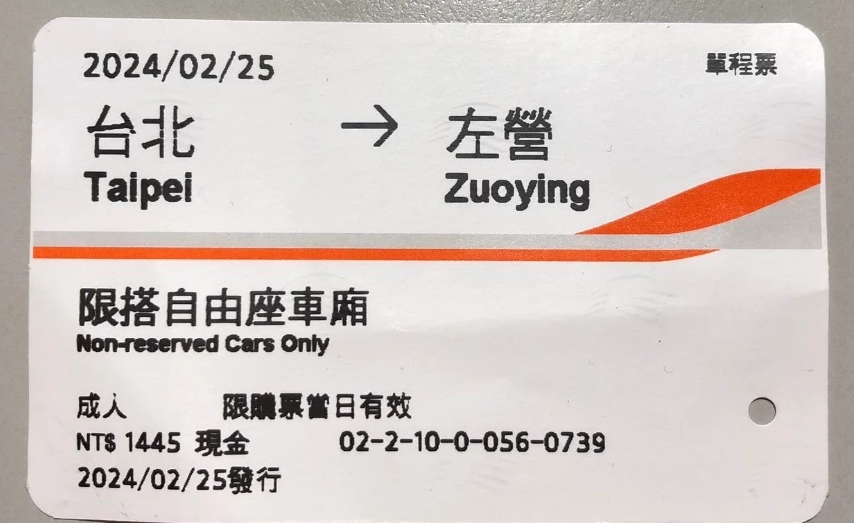 2024/02/25 單程票
台北 → 左營
Taipei Zuoying
限搭自由座車廂
Non-reserved Cars Only
成人 限購票當日有效
NT$ 1445 現金 02-2-10-0-056-0739
2024/02/25發行